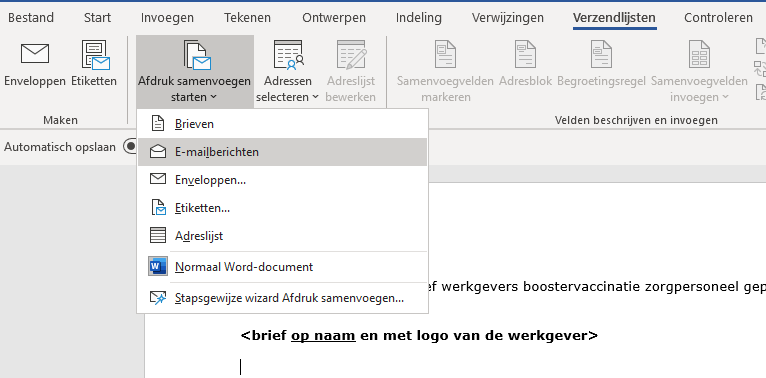 Bestand Start Invoegen Tekenen Ontwerpen Indeling Verwijzingen Verzendlijsten Controleren
Enveloppen Etiketten Afdruk samenvoegen starten Adressen selecteren Adreslijst bewerken Samenvoegvelden markeren Adresblok Begroetingsregel Samenvoegvelden invoegen
Maken Velden beschrijven en invoegen
Automatisch opslaan
Brieven
E-mailberichten
Enveloppen...
Etiketten...
Adreslijst
Normaal Word-document
Stapsgewijze wizard Afdruk samenvoegen...
werkgevers boostervaccinatie zorgpersoneel
<brief op naam en met logo van de werkgever>